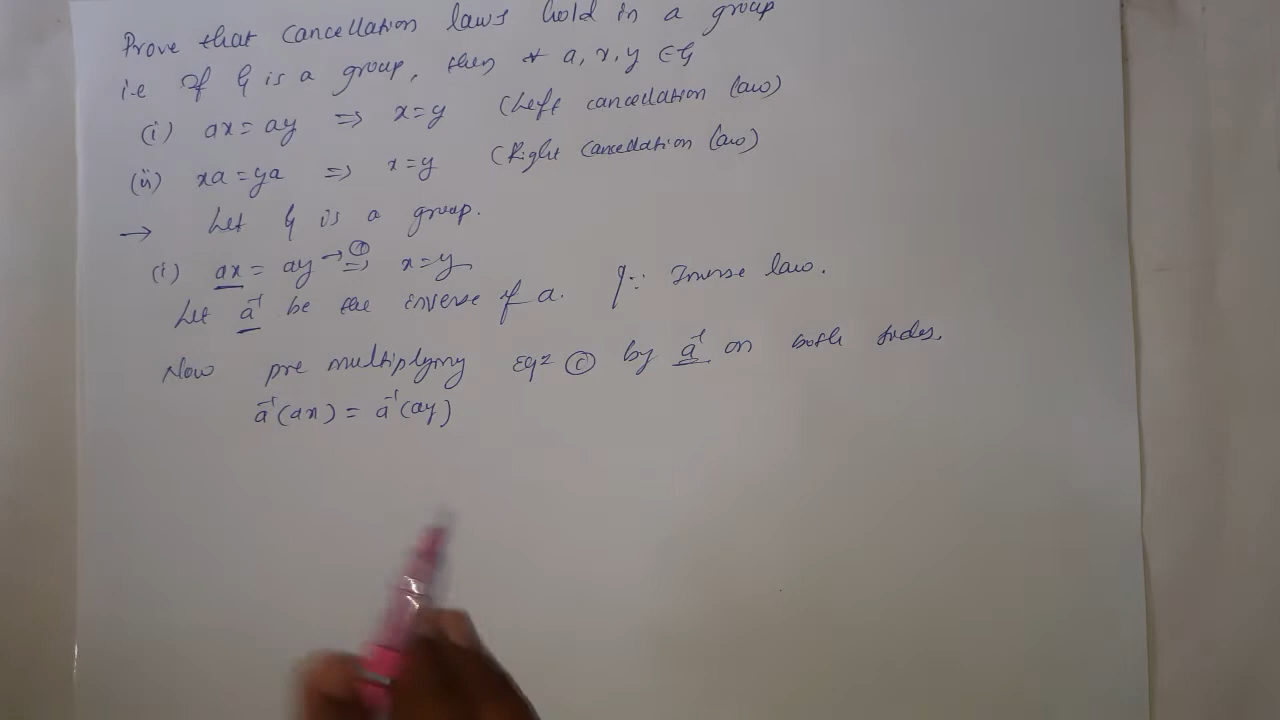 Prove that cancellation laws hold in a group
i.e If G is a group, then ∀ a, x, y ∈ G
(i) ax = ay ⇒ x = y (Left cancellation law)
(ii) xa = ya ⇒ x = y (Right cancellation law)
→ Let G is a group.
(i) ax = ay → ① ⇒ x = y
Let a⁻¹ be the inverse of a. {∵ Inverse law.
Now pre multiplying eqⁿ ① by a⁻¹ on both sides.
a⁻¹(ax) = a⁻¹(ay)